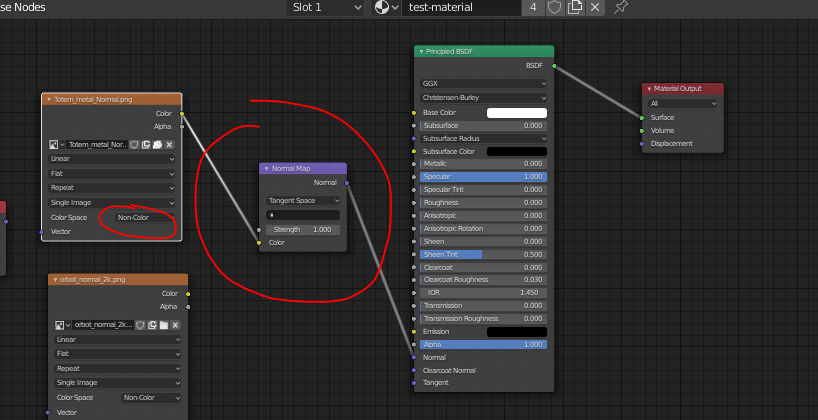 se Nodes
Slot 1
test-material
4
Totem_metal_Normal.png
Color
Alpha
Totem_metal_Nor...
Linear
Flat
Repeat
Single Image
Color Space
Non-Color
Vector
orbot_normal_2k.png
Color
Alpha
orbot_normal_2k...
Linear
Flat
Repeat
Single Image
Color Space
Non-Color
Vector
Normal Map
Normal
Tangent Space
Strength 1.000
Color
Principled BSDF
BSDF
GGX
Christensen-Burley
Base Color
Subsurface 0.000
Subsurface Radius
Subsurface Color
Metallic 0.000
Specular 1.000
Specular Tint 0.000
Roughness 0.000
Anisotropic 0.000
Anisotropic Rotation 0.000
Sheen 0.000
Sheen Tint 0.500
Clearcoat 0.000
Clearcoat Roughness 0.030
IOR 1.450
Transmission 0.000
Transmission Roughness 0.000
Emission
Alpha 1.000
Normal
Clearcoat Normal
Tangent
Material Output
All
Surface
Volume
Displacement